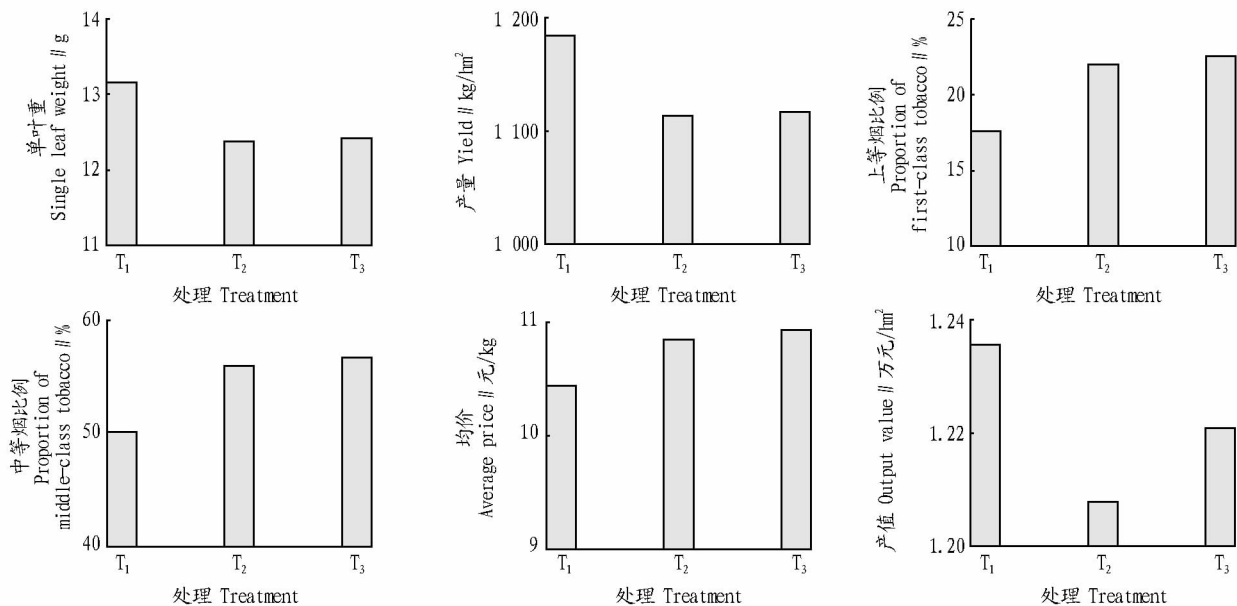 单叶重
Single leaf weight∥g
14
13
12
11
T₁
T₂
T₃
处理 Treatment
产量 Yield∥kg/hm²
1 200
1 100
1 000
T₁
T₂
T₃
处理 Treatment
上等烟比例
Proportion of
first-class tobacco∥%
25
22
17
15
10
T₁
T₂
T₃
处理 Treatment
中等烟比例
Proportion of
middle-class tobacco∥%
60
50
40
T₁
T₂
T₃
处理 Treatment
均价
Average price∥元/kg
11
10
9
T₁
T₂
T₃
处理 Treatment
产值 Output value∥万元/hm²
1.24
1.22
1.20
T₁
T₂
T₃
处理 Treatment